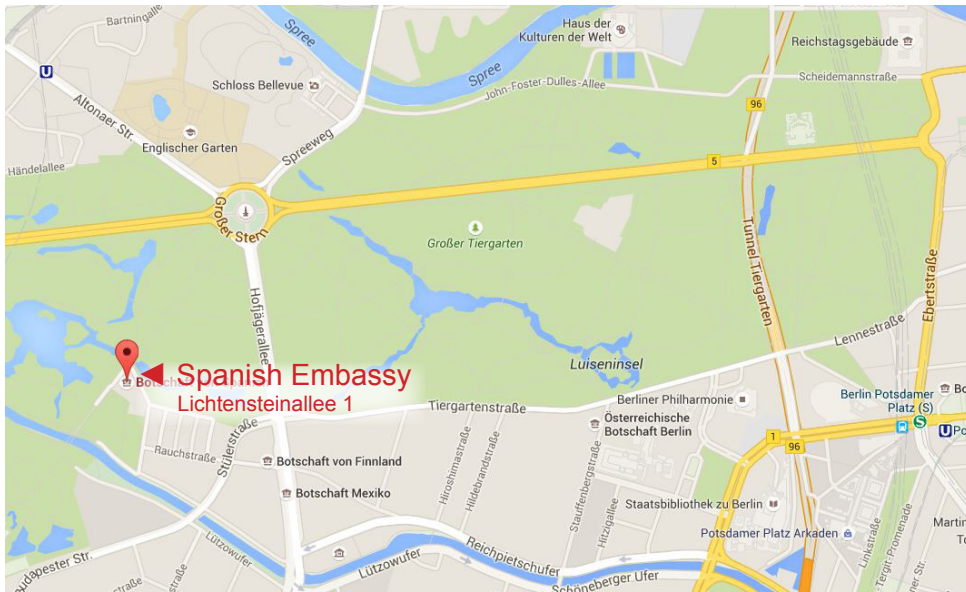 Bartningallee
Spree
Haus der
Kulturen der Welt
Reichstagsgebäude
Schloss Bellevue
Spree
John-Foster-Dulles-Allee
Scheidemannstraße
96
U
Altonaer Str.
Englischer Garten
Spreeweg
Händelallee
5
Großer Stern
Großer Tiergarten
Tunnel Tiergarten
Ebertstraße
Hofjägerallee
Lennestraße
Luiseninsel
Spanish Embassy
Lichtensteinallee 1
Tiergartenstraße
Berliner Philharmonie
Berlin Potsdamer
Platz (S)
Österreichische
Botschaft Berlin
S
U
1
96
Stülerstraße
Rauchstraße
Botschaft von Finnland
Botschaft Mexiko
Hiroshimastraße
Hildebrandstraße
Stauffenbergstraße
Hitzigallee
Staatsbibliothek zu Berlin
Potsdamer Platz Arkaden
Linkstraße
Lützowufer
Lützowufer
Reichpietschufer
Schöneberger Ufer